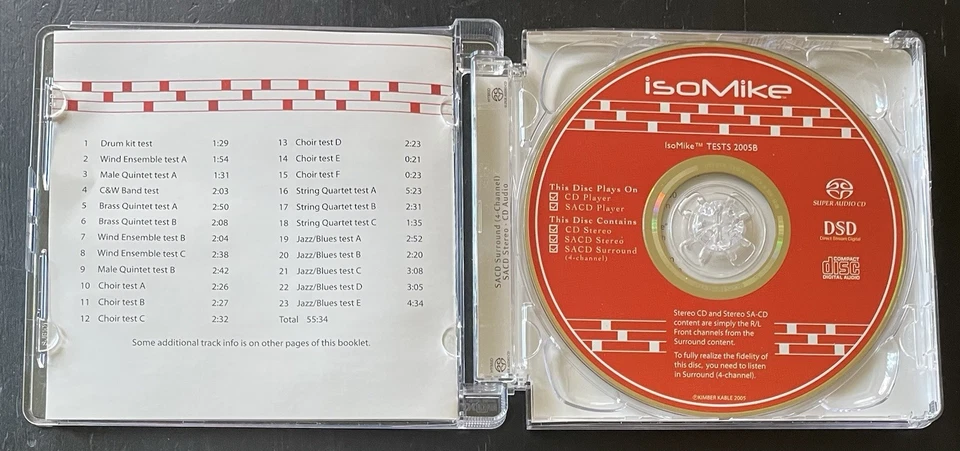 1 Drum kit test 1:29
2 Wind Ensemble test A 1:54
3 Male Quintet test A 1:31
4 C&W Band test 2:03
5 Brass Quintet test A 2:50
6 Brass Quintet test B 2:08
7 Wind Ensemble test B 2:04
8 Wind Ensemble test C 2:38
9 Male Quintet test B 2:42
10 Choir test A 2:26
11 Choir test B 2:27
12 Choir test C 2:32
13 Choir test D 2:23
14 Choir test E 0:21
15 Choir test F 0:23
16 String Quartet test A 5:23
17 String Quartet test B 2:31
18 String Quartet test C 1:35
19 Jazz/Blues test A 2:52
20 Jazz/Blues test B 2:20
21 Jazz/Blues test C 3:08
22 Jazz/Blues test D 3:05
23 Jazz/Blues test E 4:34
Total 55:34
Some additional track info is on other pages of this booklet.
SACD Surround (4-Channel)
SACD Stereo · CD Audio
isoMike
IsoMike™ TESTS 2005B
This Disc Plays On
CD Player
SACD Player
This Disc Contains
CD Stereo
SACD Stereo
SACD Surround
(4-channel)
SUPER AUDIO CD
DSD
Direct Stream Digital
COMPACT
disc
DIGITAL AUDIO
Stereo CD and Stereo SA-CD
content are simply the R/L
Front channels from the
Surround content.
To fully realize the fidelity of
this disc, you need to listen
in Surround (4-channel).
©KIMBER KABLE 2005